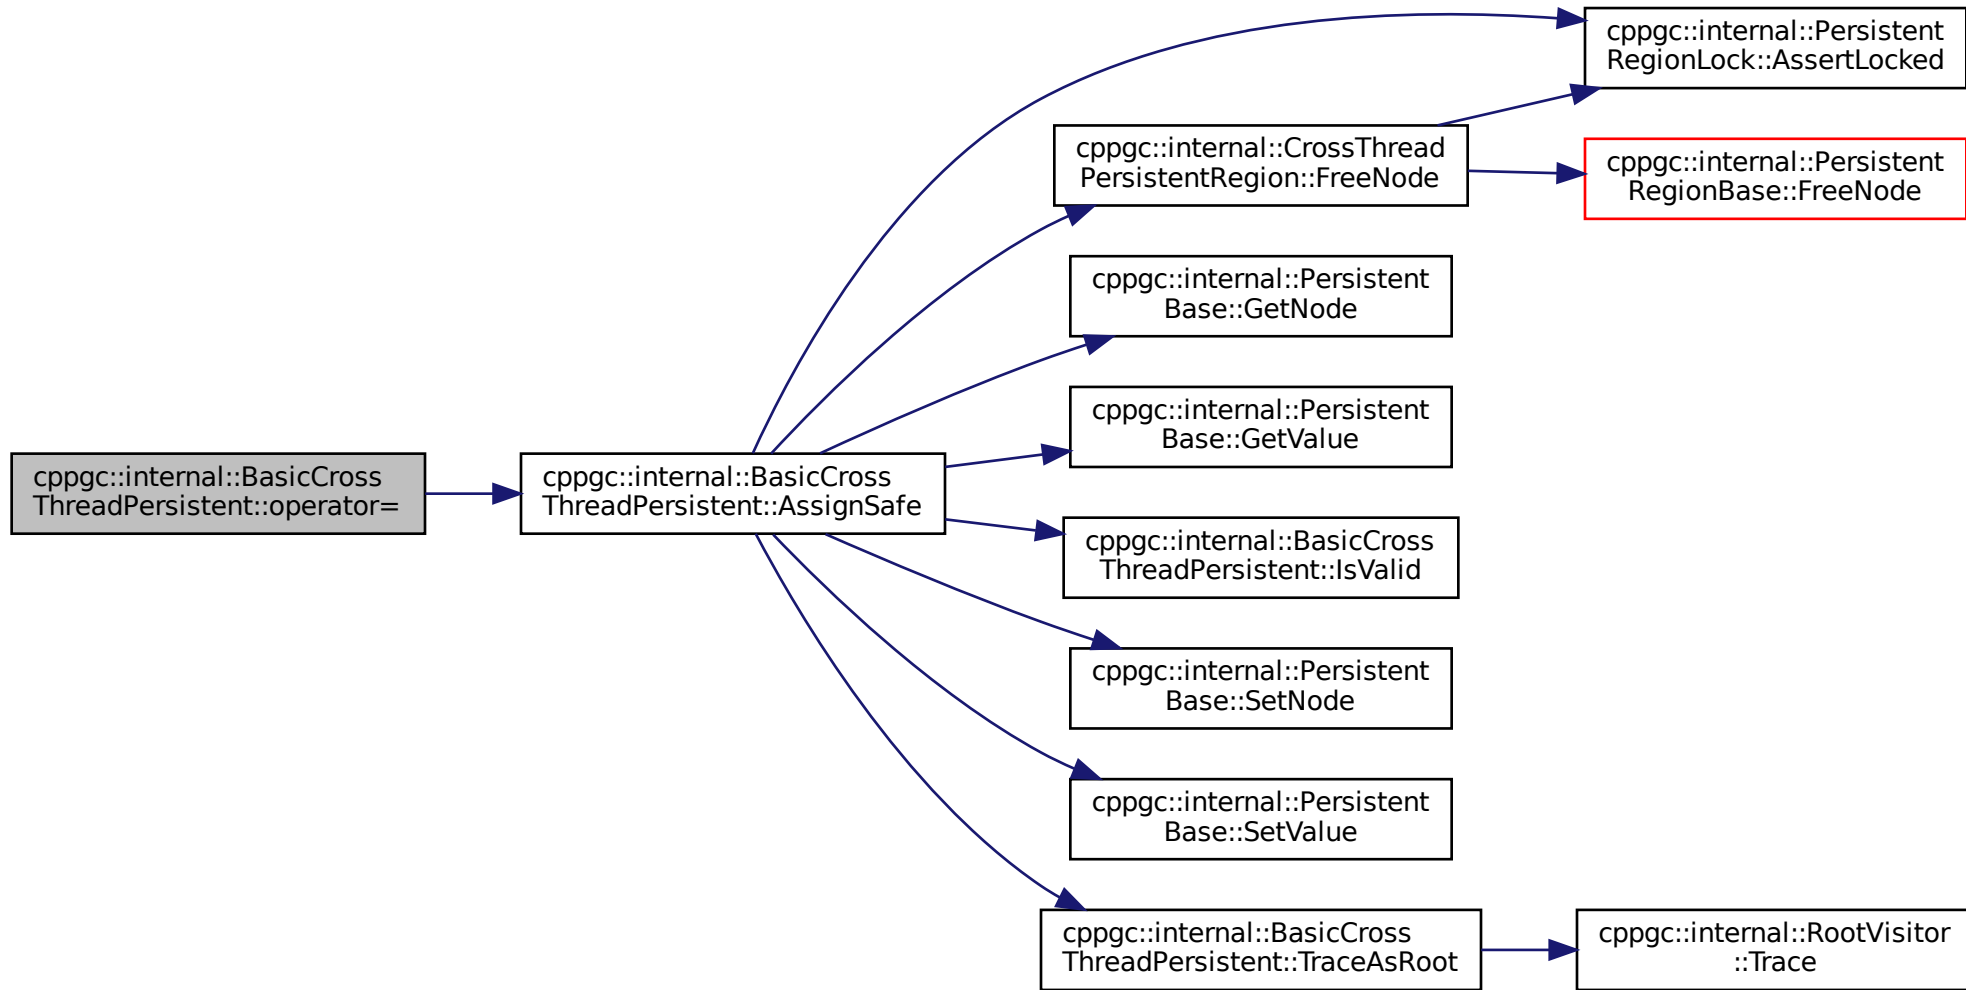 cppgc::internal::Persistent
RegionLock::AssertLocked
cppgc::internal::CrossThread
PersistentRegion::FreeNode
cppgc::internal::Persistent
RegionBase::FreeNode
cppgc::internal::Persistent
Base::GetNode
cppgc::internal::Persistent
Base::GetValue
cppgc::internal::BasicCross
ThreadPersistent::operator=
cppgc::internal::BasicCross
ThreadPersistent::AssignSafe
cppgc::internal::BasicCross
ThreadPersistent::IsValid
cppgc::internal::Persistent
Base::SetNode
cppgc::internal::Persistent
Base::SetValue
cppgc::internal::BasicCross
ThreadPersistent::TraceAsRoot
cppgc::internal::RootVisitor
::Trace